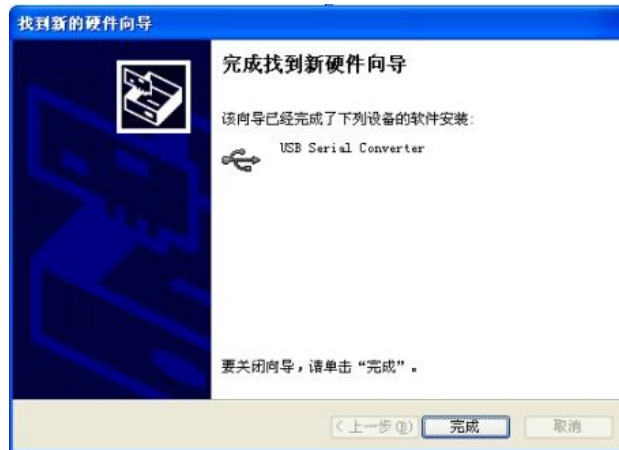 找到新的硬件向导
完成找到新硬件向导
该向导已经完成了下列设备的软件安装:
USB Serial Converter
要关闭向导，请单击“完成”。
<上一步(B)
完成
取消